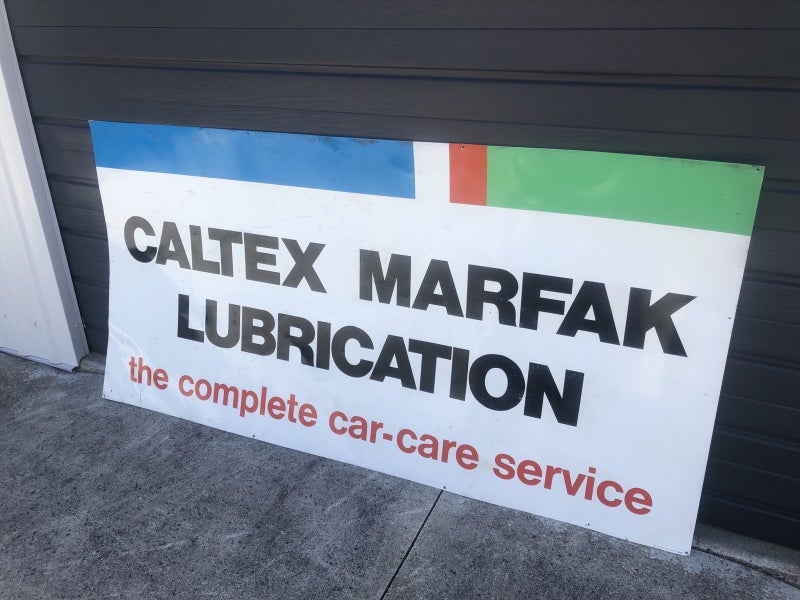 CALTEX MARFAK
LUBRICATION
the complete car-care service